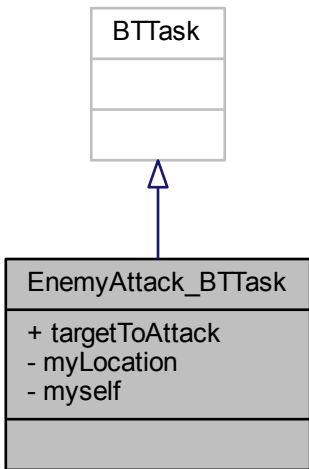 BTTask
EnemyAttack_BTTask
+ targetToAttack
- myLocation
- myself